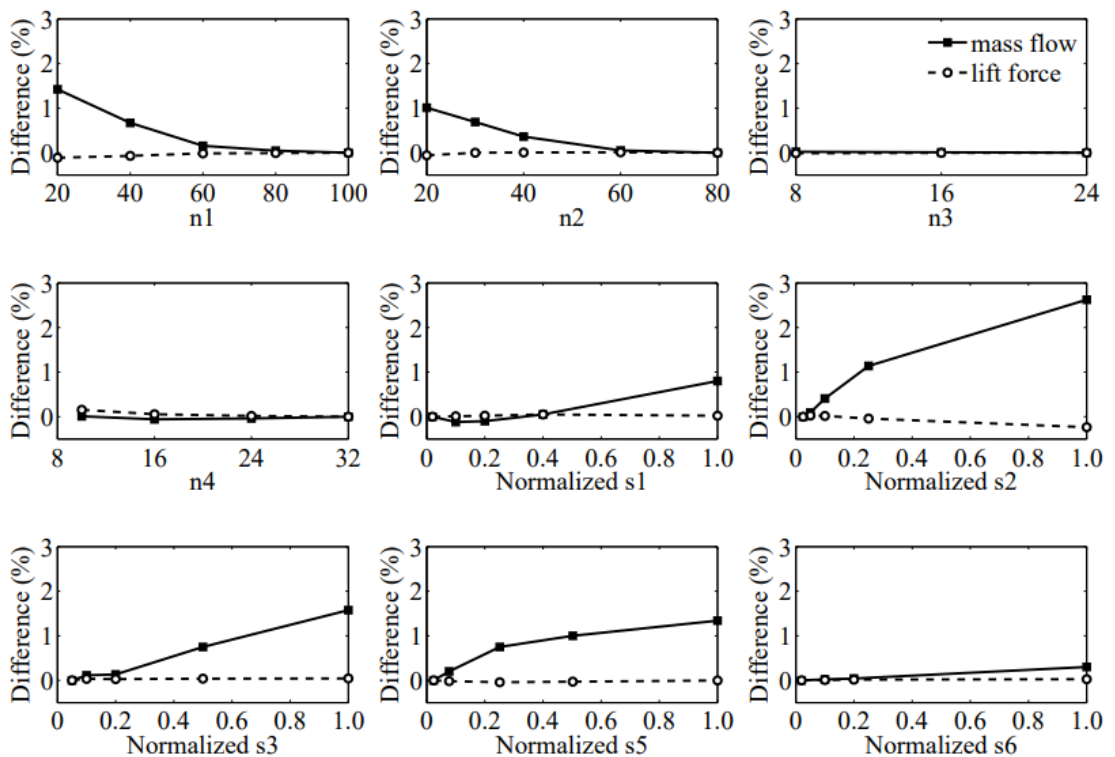 3 3 3
2 2 2
1 1 1
0 0 0
Difference (%) Difference (%) Difference (%)
mass flow
lift force
20 40 60 80 100 20 40 60 80 8 16 24
n1 n2 n3
3 3 3
2 2 2
1 1 1
0 0 0
Difference (%) Difference (%) Difference (%)
8 16 24 32 0 0.2 0.4 0.6 0.8 1.0 0 0.2 0.4 0.6 0.8 1.0
n4 Normalized s1 Normalized s2
3 3 3
2 2 2
1 1 1
0 0 0
Difference (%) Difference (%) Difference (%)
0 0.2 0.4 0.6 0.8 1.0 0 0.2 0.4 0.6 0.8 1.0 0 0.2 0.4 0.6 0.8 1.0
Normalized s3 Normalized s5 Normalized s6